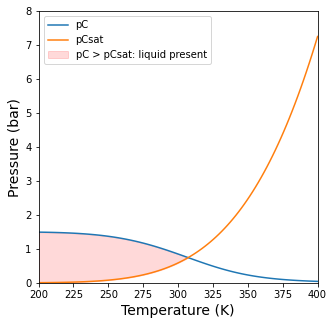 8
7
6
5
4
3
2
1
0
Pressure (bar)
pC
pCsat
pC > pCsat: liquid present
200 225 250 275 300 325 350 375 400
Temperature (K)